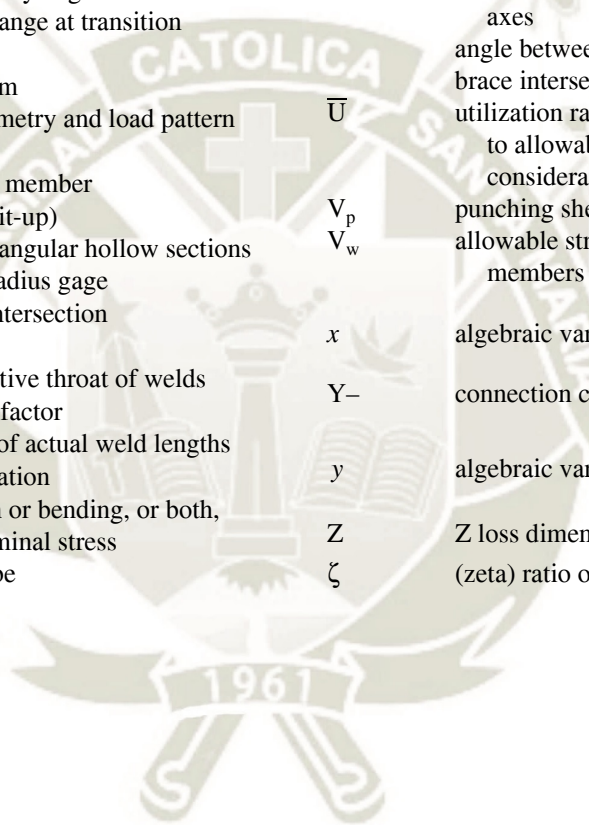 ange at transition
metry and load pattern
member
it-up)
angular hollow sections
adius gage
ntersection
tive throat of welds
factor
of actual weld lengths
ation
or bending, or both,
minal stress
axes
angle betwee
brace interse
U̅ utilization ra
to allowab
considera
Vp punching she
Vw allowable str
members
x algebraic var
Y– connection c
y algebraic var
Z Z loss dimen
ζ (zeta) ratio o
CATOLICA
SAN
1961